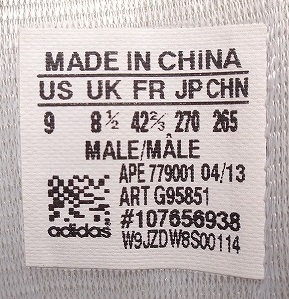 MADE IN CHINA
US UK FR JP CHN
9 8½ 42⅔ 270 265
MALE/MÂLE
APE 779001 04/13
ART G95851
#107656938
adidas
W9JZDW8S00114